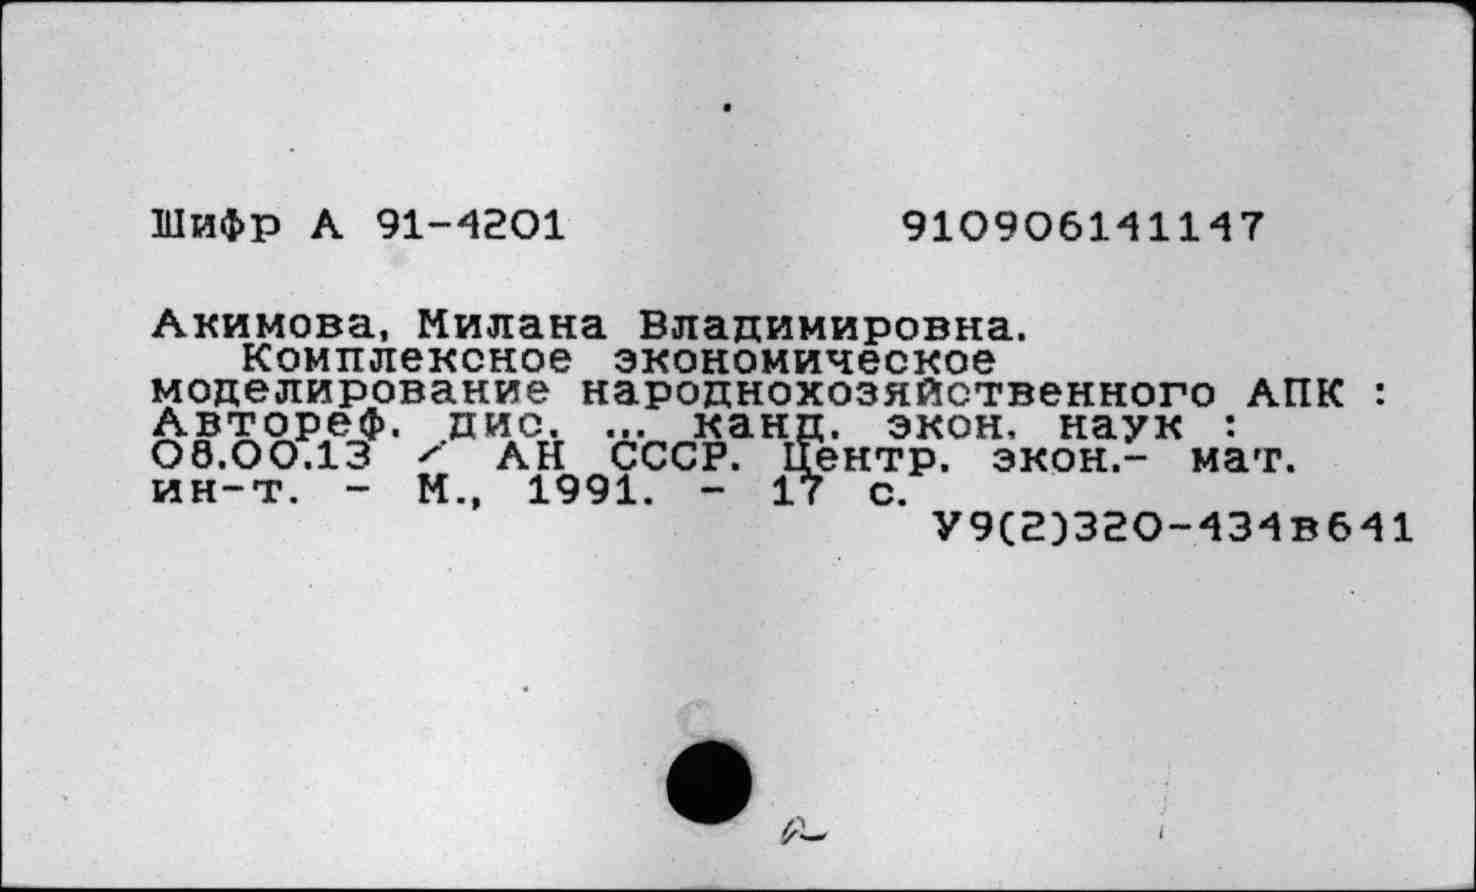 Шифр А 91-4201 910906141147
Акимова, Милана Владимировна.
Комплексное экономическое
моделирование народнохозяйственного АПК :
Автореф. дис. ... канд. экон. наук :
08.00.13 / АН СССР. Центр. экон.- мат.
ин-т. - М., 1991. - 17 с.
У9(2)320-434в641